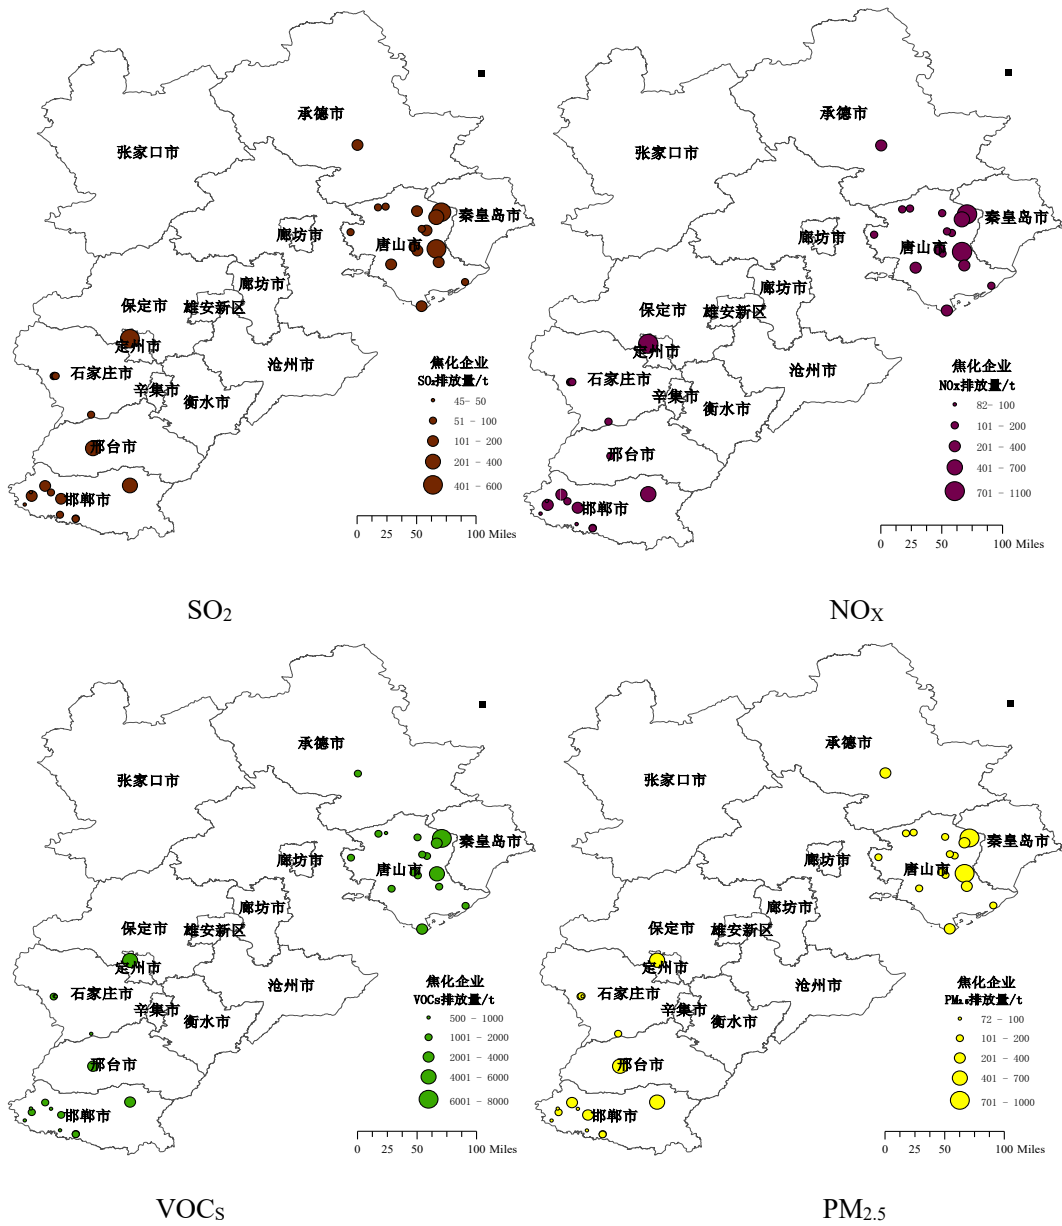 承德市
张家口市
秦皇岛市
廊坊市
唐山市
廊坊市
保定市
雄安新区
定州市
沧州市
石家庄市
辛集市
衡水市
邢台市
邯郸市
焦化企业
SO₂排放量/t
45- 50
51 - 100
101 - 200
201 - 400
401 - 600
0 25 50 100 Miles
SO₂
承德市
张家口市
秦皇岛市
廊坊市
唐山市
廊坊市
保定市
雄安新区
定州市
沧州市
石家庄市
辛集市
衡水市
邢台市
邯郸市
焦化企业
NOx排放量/t
82- 100
101 - 200
201 - 400
401 - 700
701 - 1100
0 25 50 100 Miles
NOX
承德市
张家口市
秦皇岛市
廊坊市
唐山市
廊坊市
保定市
雄安新区
定州市
沧州市
石家庄市
辛集市
衡水市
邢台市
邯郸市
焦化企业
VOCs排放量/t
500 - 1000
1001 - 2000
2001 - 4000
4001 - 6000
6001 - 8000
0 25 50 100 Miles
VOCS
承德市
张家口市
秦皇岛市
廊坊市
唐山市
廊坊市
保定市
雄安新区
定州市
沧州市
石家庄市
辛集市
衡水市
邢台市
邯郸市
焦化企业
PM₂.₅排放量/t
72 - 100
101 - 200
201 - 400
401 - 700
701 - 1000
0 25 50 100 Miles
PM₂.₅